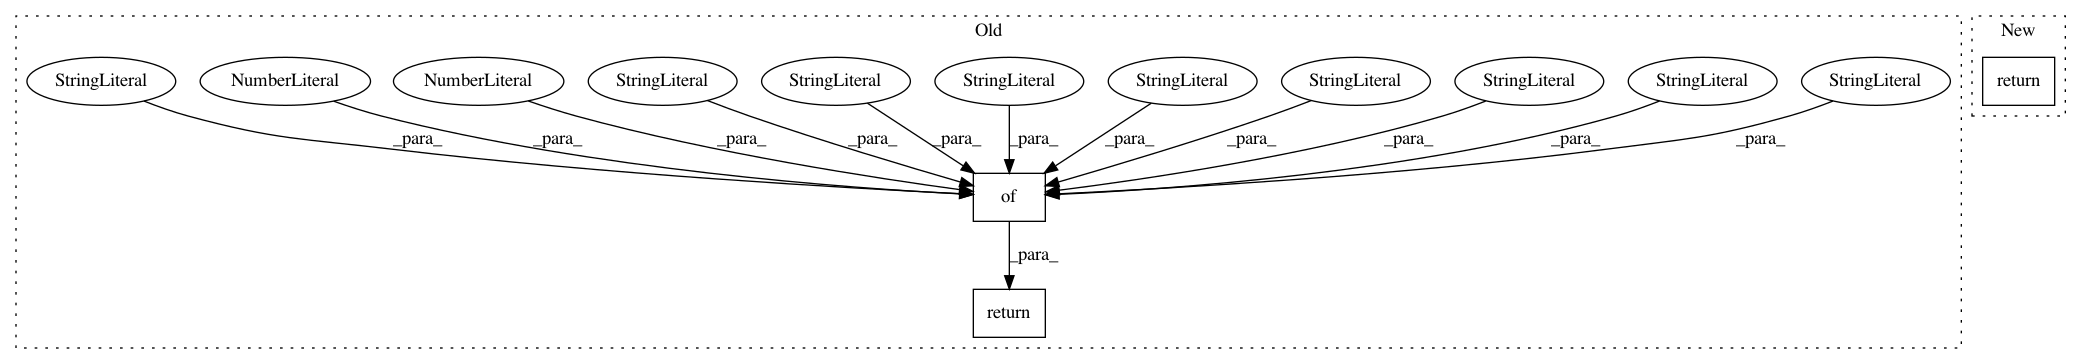 Old
New
StringLiteral NumberLiteral NumberLiteral StringLiteral StringLiteral StringLiteral StringLiteral StringLiteral StringLiteral StringLiteral StringLiteral return
_para_ _para_ _para_ _para_ _para_ _para_ _para_ _para_ _para_ _para_ _para_
of
_para_
return